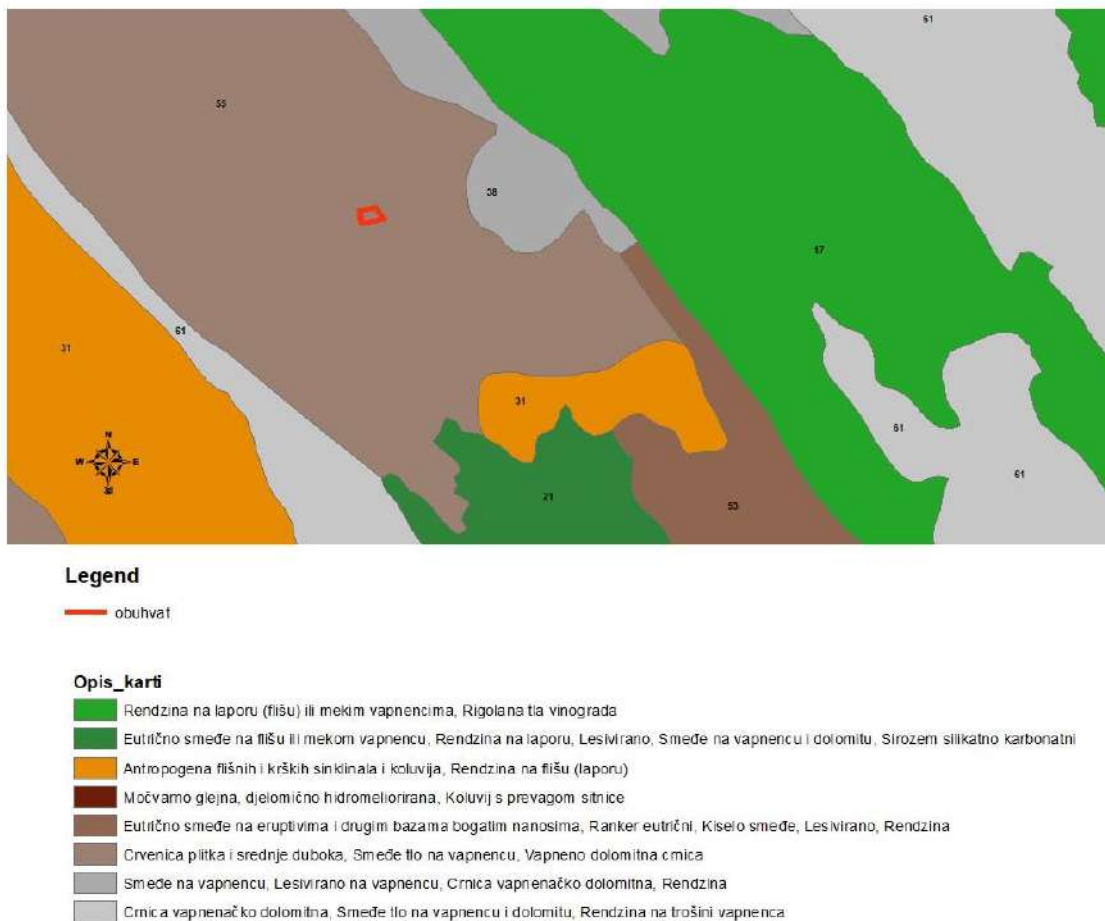 61
55
38
17
61
31
31
61
61
N
W E
21
53
Legend
obuhvat
Opis_karti
Rendzina na laporu (flišu) ili mekim vapnencima, Rigolana tla vinograda
Eutrično smeđe na flišu ili mekom vapnencu, Rendzina na laporu, Lesivirano, Smeđe na vapnencu i dolomitu, Sirozem silikatno karbonatni
Antropogena flišnih i krških sinklinala i koluvija, Rendzina na flišu (laporu)
Močvarno glejna, djelomično hidromeliorirana, Koluvij s prevagom sitnice
Eutrično smeđe na eruptivima i drugim bazama bogatim nanosima, Ranker eutrični, Kiselo smeđe, Lesivirano, Rendzina
Crvenica plitka i srednje duboka, Smeđe tlo na vapnencu, Vapneno dolomitna crnica
Smeđe na vapnencu, Lesivirano na vapnencu, Crnica vapnenačko dolomitna, Rendzina
Crnica vapnenačko dolomitna, Smeđe tlo na vapnencu i dolomitu, Rendzina na trošini vapnenca